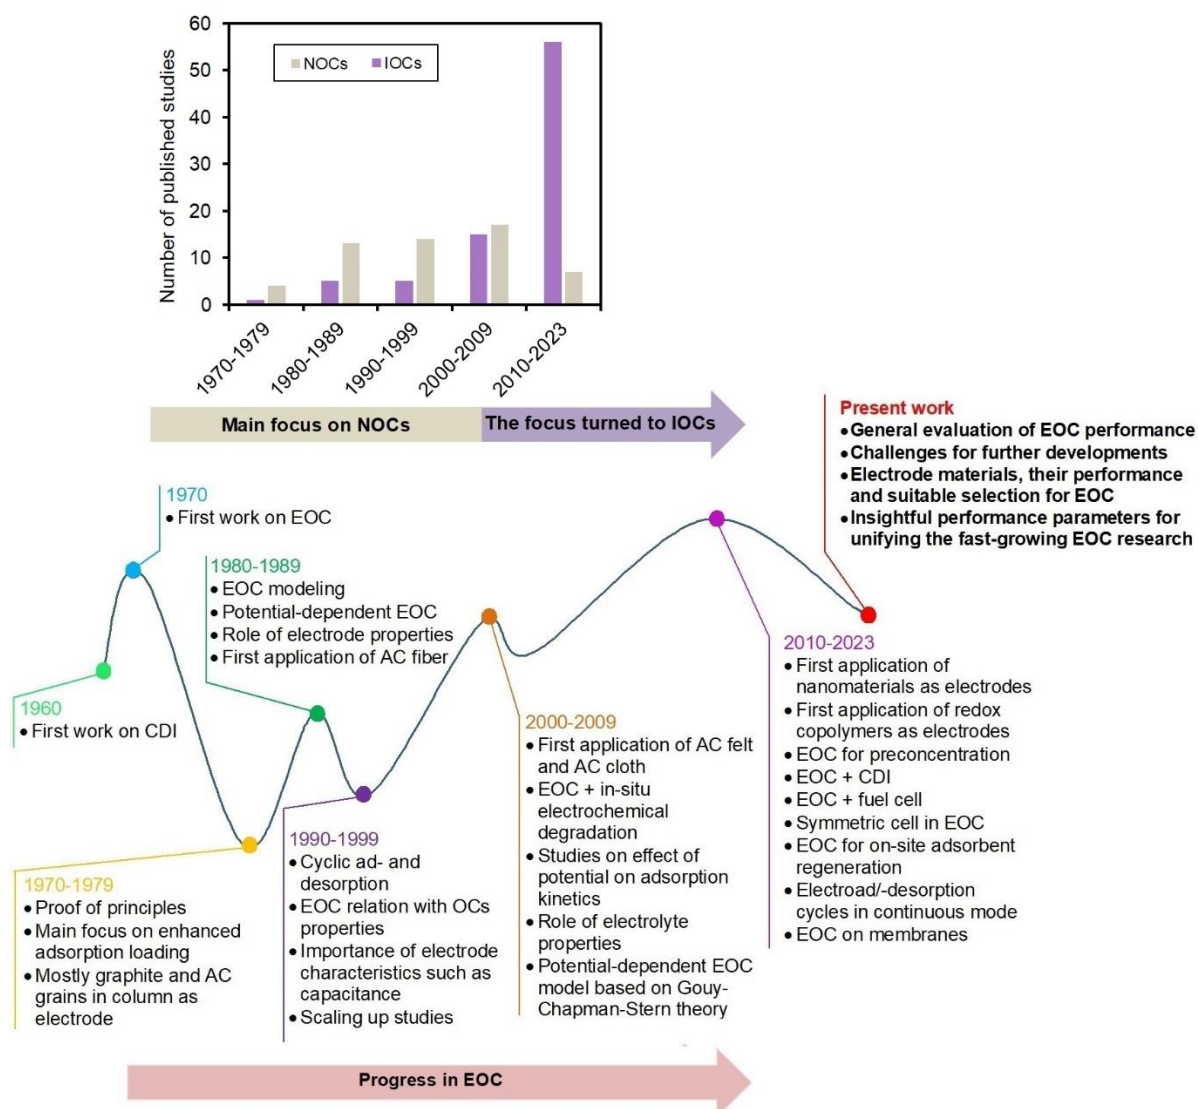 60
50
40
30
20
10
0
Number of published studies
NOCs
IOCs
1970-1979
1980-1989
1990-1999
2000-2009
2010-2023
Main focus on NOCs
The focus turned to IOCs
Present work
•General evaluation of EOC performance
•Challenges for further developments
•Electrode materials, their performance
and suitable selection for EOC
•Insightful performance parameters for
unifying the fast-growing EOC research
1970
• First work on EOC
1980-1989
• EOC modeling
• Potential-dependent EOC
• Role of electrode properties
• First application of AC fiber
1960
• First work on CDI
1970-1979
• Proof of principles
• Main focus on enhanced
adsorption loading
• Mostly graphite and AC
grains in column as
electrode
1990-1999
• Cyclic ad- and
desorption
• EOC relation with OCs
properties
• Importance of electrode
characteristics such as
capacitance
• Scaling up studies
2000-2009
• First application of AC felt
and AC cloth
• EOC + in-situ
electrochemical
degradation
• Studies on effect of
potential on adsorption
kinetics
• Role of electrolyte
properties
• Potential-dependent EOC
model based on Gouy-
Chapman-Stern theory
2010-2023
• First application of
nanomaterials as electrodes
• First application of redox
copolymers as electrodes
• EOC for preconcentration
• EOC + CDI
• EOC + fuel cell
• Symmetric cell in EOC
• EOC for on-site adsorbent
regeneration
• Electroad/-desorption
cycles in continuous mode
• EOC on membranes
Progress in EOC